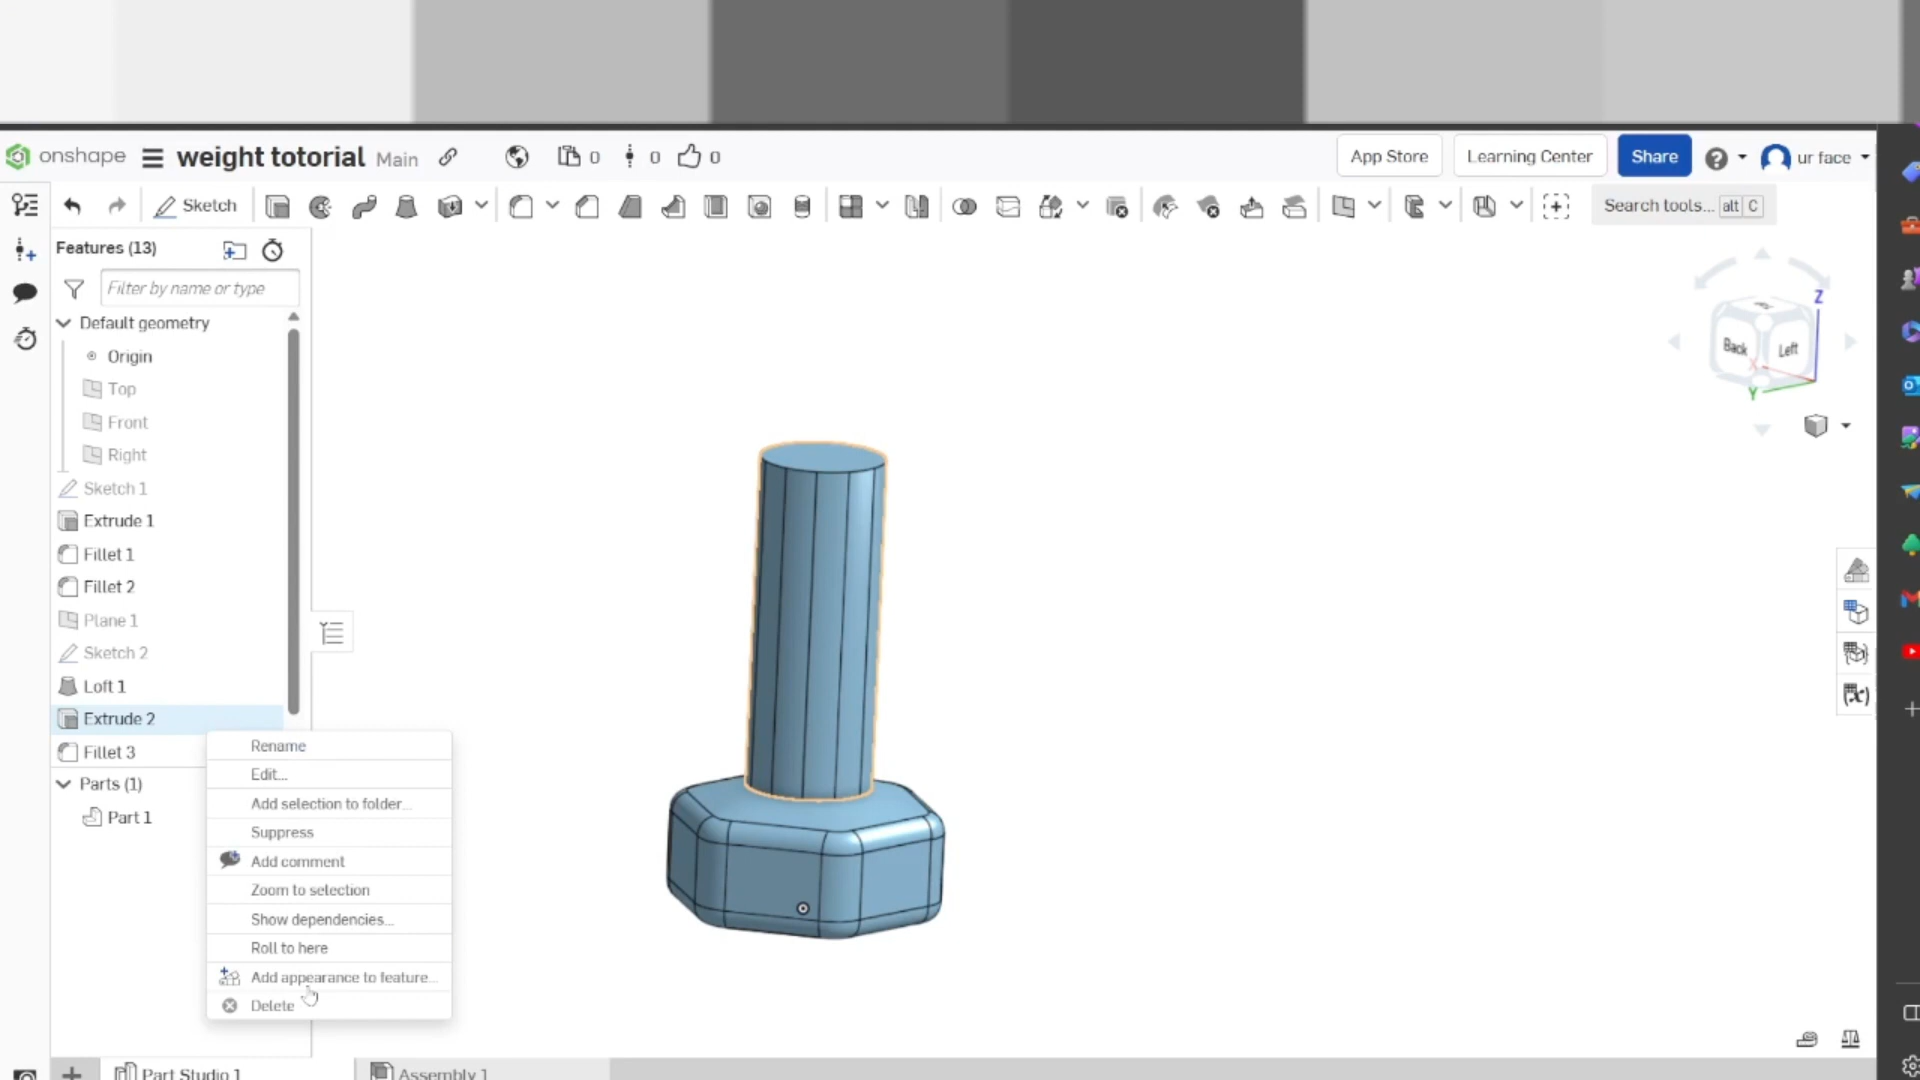 onshape weight totorial Main 0 0 0 App Store Learning Center Share ur face
Sketch Search tools... alt C
Features (13)
Filter by name or type
Default geometry
Origin
Top
Front
Right
Sketch 1
Extrude 1
Fillet 1
Fillet 2
Plane 1
Sketch 2
Loft 1
Extrude 2
Fillet 3
Parts (1)
Part 1
Rename
Edit...
Add selection to folder...
Suppress
Add comment
Zoom to selection
Show dependencies...
Roll to here
Add appearance to feature...
Delete
Z
Back Left
X
Y
Part Studio 1 Assembly 1